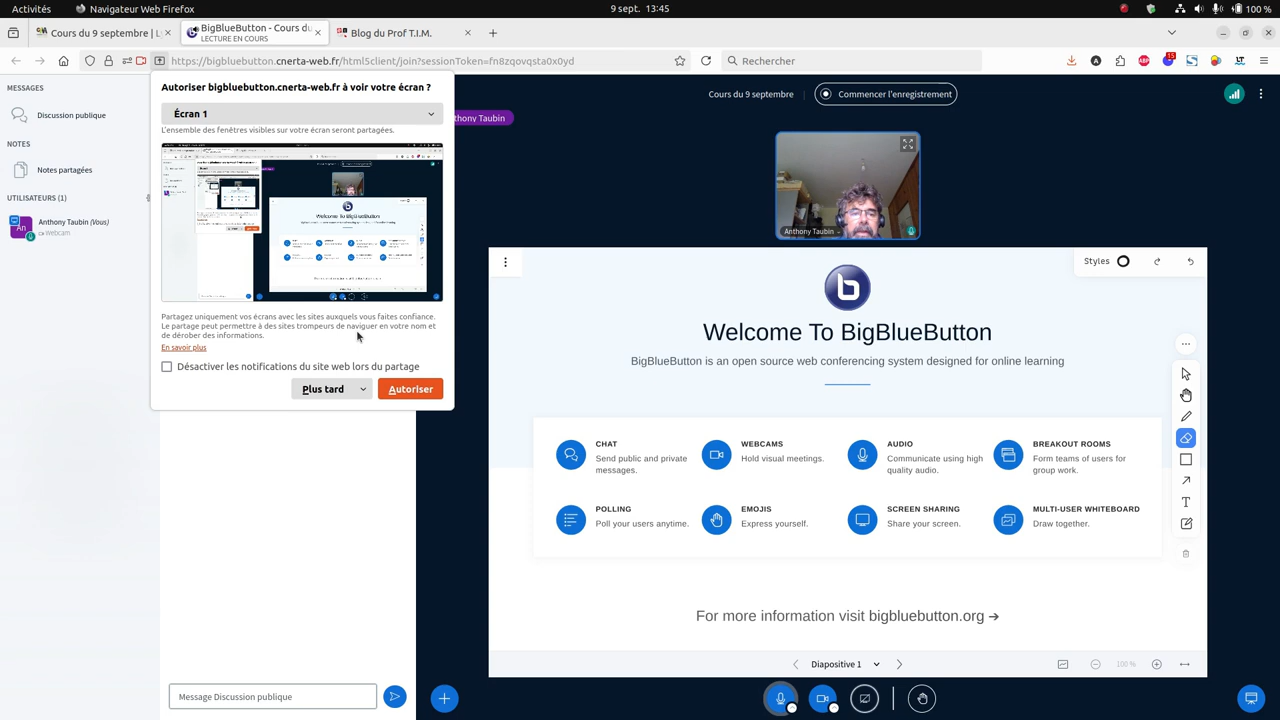 Activités
Navigateur Web Firefox
9 sept. 13:45
100 %
Cours du 9 septembre | L
BigBlueButton - Cours du
LECTURE EN COURS
Blog du Prof T.I.M.
https://bigbluebutton.cnerta-web.fr/html5client/join?sessionToken=fn8zqovqsta0x0yd
Rechercher
15
MESSAGES
Discussion publique
NOTES
Notes partagées
UTILISATEURS (1)
An
Anthony Taubin (Vous)
Webcam
Autoriser bigbluebutton.cnerta-web.fr à voir votre écran ?
Écran 1
L'ensemble des fenêtres visibles sur votre écran seront partagées.
Welcome To BigBlueButton
Partagez uniquement vos écrans avec les sites auxquels vous faites confiance.
Le partage peut permettre à des sites trompeurs de naviguer en votre nom et
de dérober des informations.
En savoir plus
Désactiver les notifications du site web lors du partage
Plus tard
Autoriser
Message Discussion publique
Cours du 9 septembre
Commencer l'enregistrement
nthony Taubin
Anthony Taubin
Styles
Welcome To BigBlueButton
BigBlueButton is an open source web conferencing system designed for online learning
CHAT
Send public and private
messages.
WEBCAMS
Hold visual meetings.
AUDIO
Communicate using high
quality audio.
BREAKOUT ROOMS
Form teams of users for
group work.
POLLING
Poll your users anytime.
EMOJIS
Express yourself.
SCREEN SHARING
Share your screen.
MULTI-USER WHITEBOARD
Draw together.
For more information visit bigbluebutton.org →
Diapositive 1
100 %